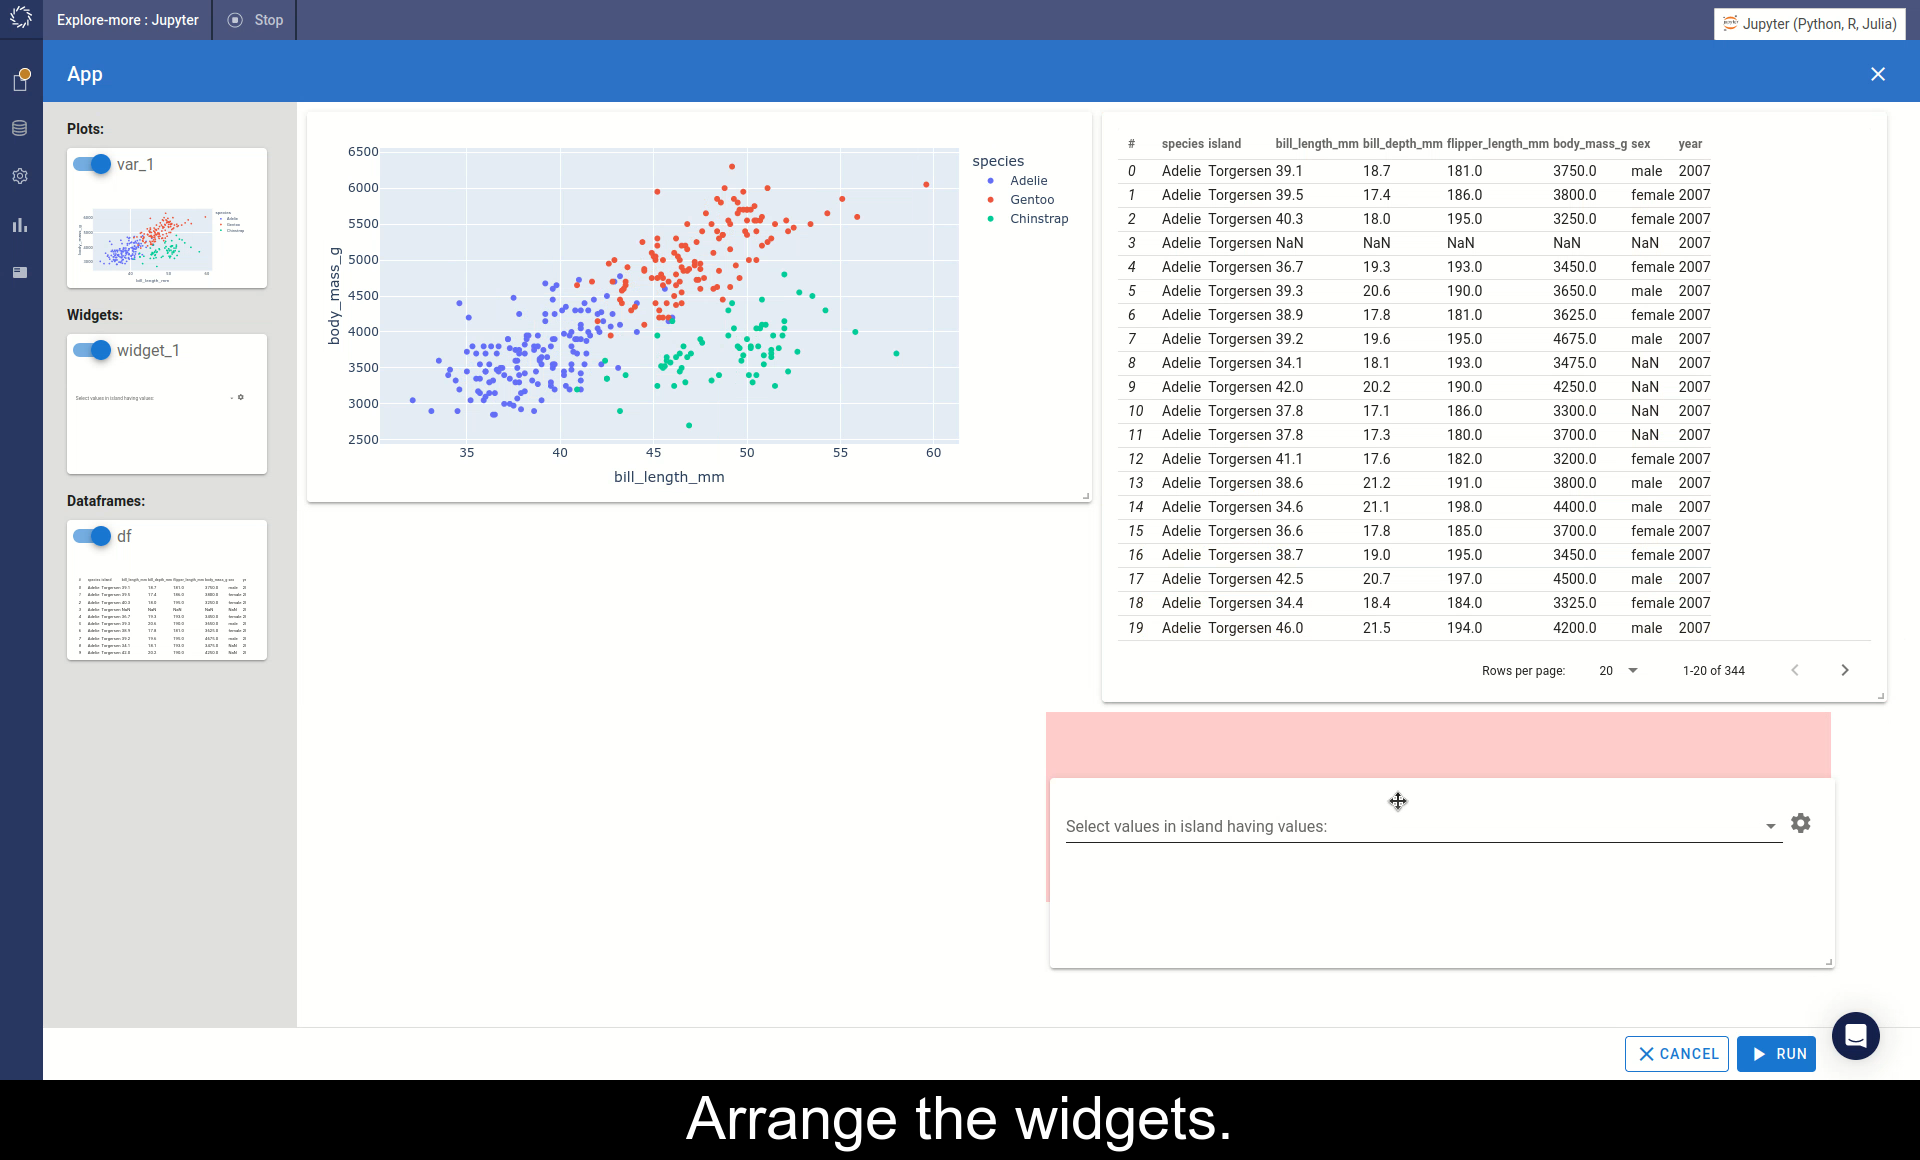 Explore-more : Jupyter
Stop
Jupyter (Python, R, Julia)
App
Plots:
var_1
Widgets:
widget_1
Select values in island having values:
Dataframes:
df
6500
6000
5500
5000
4500
4000
3500
3000
2500
body_mass_g
35 40 45 50 55 60
bill_length_mm
species
Adelie
Gentoo
Chinstrap
# species island bill_length_mm bill_depth_mm flipper_length_mm body_mass_g sex year
0 Adelie Torgersen 39.1 18.7 181.0 3750.0 male 2007
1 Adelie Torgersen 39.5 17.4 186.0 3800.0 female 2007
2 Adelie Torgersen 40.3 18.0 195.0 3250.0 female 2007
3 Adelie Torgersen NaN NaN NaN NaN NaN 2007
4 Adelie Torgersen 36.7 19.3 193.0 3450.0 female 2007
5 Adelie Torgersen 39.3 20.6 190.0 3650.0 male 2007
6 Adelie Torgersen 38.9 17.8 181.0 3625.0 female 2007
7 Adelie Torgersen 39.2 19.6 195.0 4675.0 male 2007
8 Adelie Torgersen 34.1 18.1 193.0 3475.0 NaN 2007
9 Adelie Torgersen 42.0 20.2 190.0 4250.0 NaN 2007
10 Adelie Torgersen 37.8 17.1 186.0 3300.0 NaN 2007
11 Adelie Torgersen 37.8 17.3 180.0 3700.0 NaN 2007
12 Adelie Torgersen 41.1 17.6 182.0 3200.0 female 2007
13 Adelie Torgersen 38.6 21.2 191.0 3800.0 male 2007
14 Adelie Torgersen 34.6 21.1 198.0 4400.0 male 2007
15 Adelie Torgersen 36.6 17.8 185.0 3700.0 female 2007
16 Adelie Torgersen 38.7 19.0 195.0 3450.0 female 2007
17 Adelie Torgersen 42.5 20.7 197.0 4500.0 male 2007
18 Adelie Torgersen 34.4 18.4 184.0 3325.0 female 2007
19 Adelie Torgersen 46.0 21.5 194.0 4200.0 male 2007
Rows per page: 20 1-20 of 344
Select values in island having values:
CANCEL
RUN
Arrange the widgets.